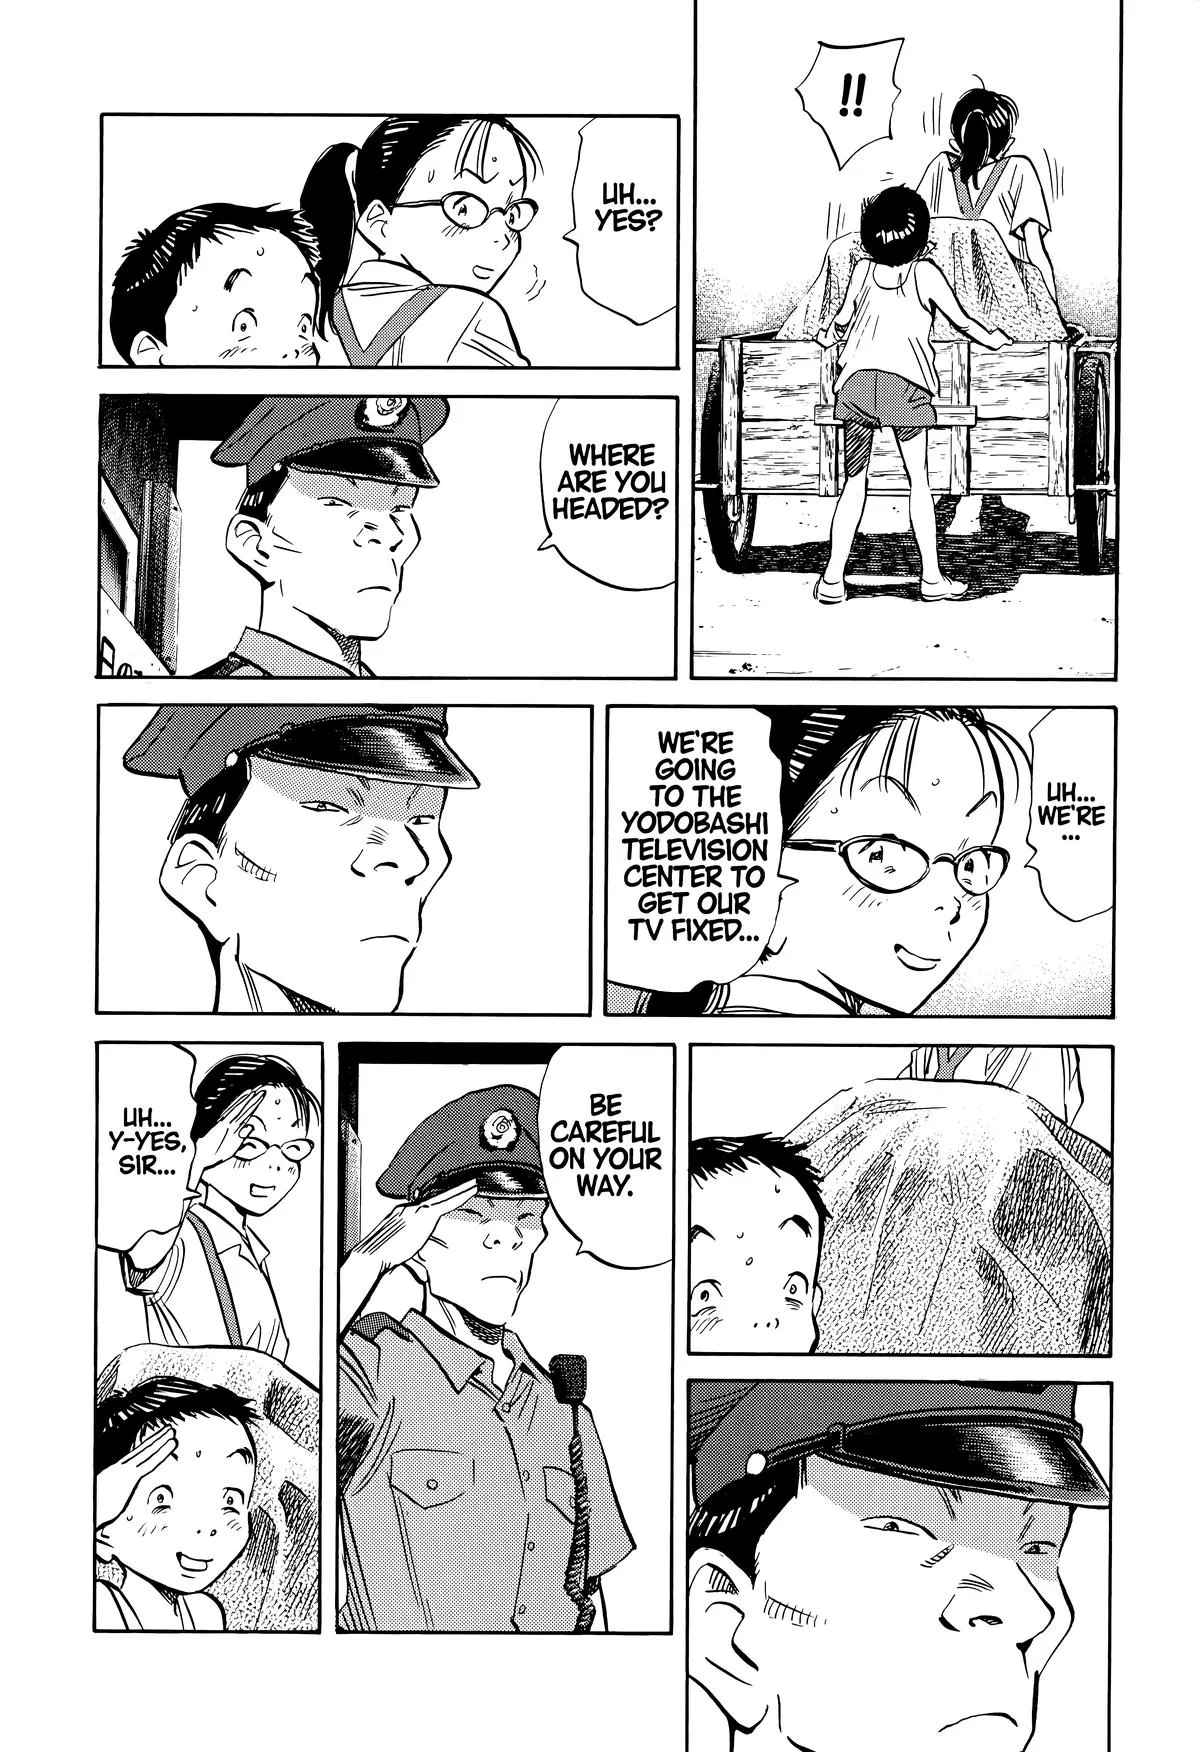 !!
UH...
YES?
WHERE
ARE YOU
HEADED?
UH...
WE'RE
...
WE'RE
GOING
TO THE
YODOBASHI
TELEVISION
CENTER TO
GET OUR
TV FIXED...
BE
CAREFUL
ON YOUR
WAY.
UH...
Y-YES,
SIR...